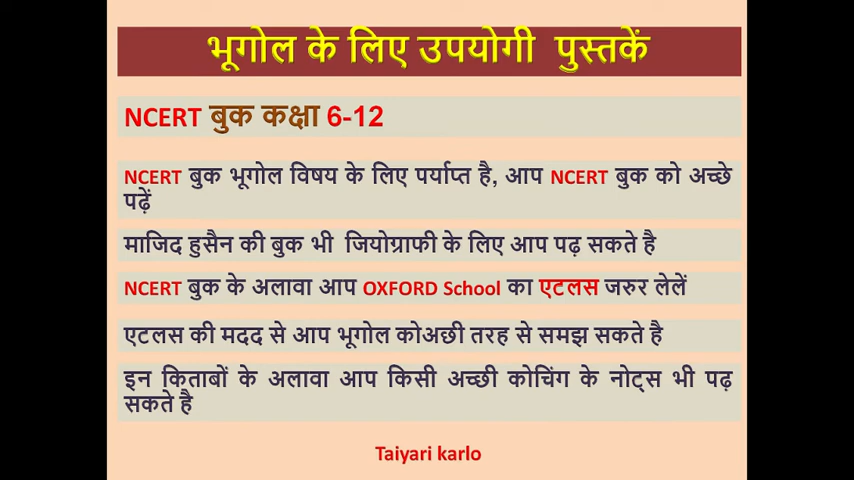 भूगोल के लिए उपयोगी पुस्तकें
NCERT बुक कक्षा 6-12
NCERT बुक भूगोल विषय के लिए पर्याप्त है, आप NCERT बुक को अच्छे
पढ़ें
माजिद हुसैन की बुक भी जियोग्राफी के लिए आप पढ़ सकते है
NCERT बुक के अलावा आप OXFORD School का एटलस जरुर लेलें
एटलस की मदद से आप भूगोल कोअछी तरह से समझ सकते है
इन किताबों के अलावा आप किसी अच्छी कोचिंग के नोट्स भी पढ़
सकते है
Taiyari karlo